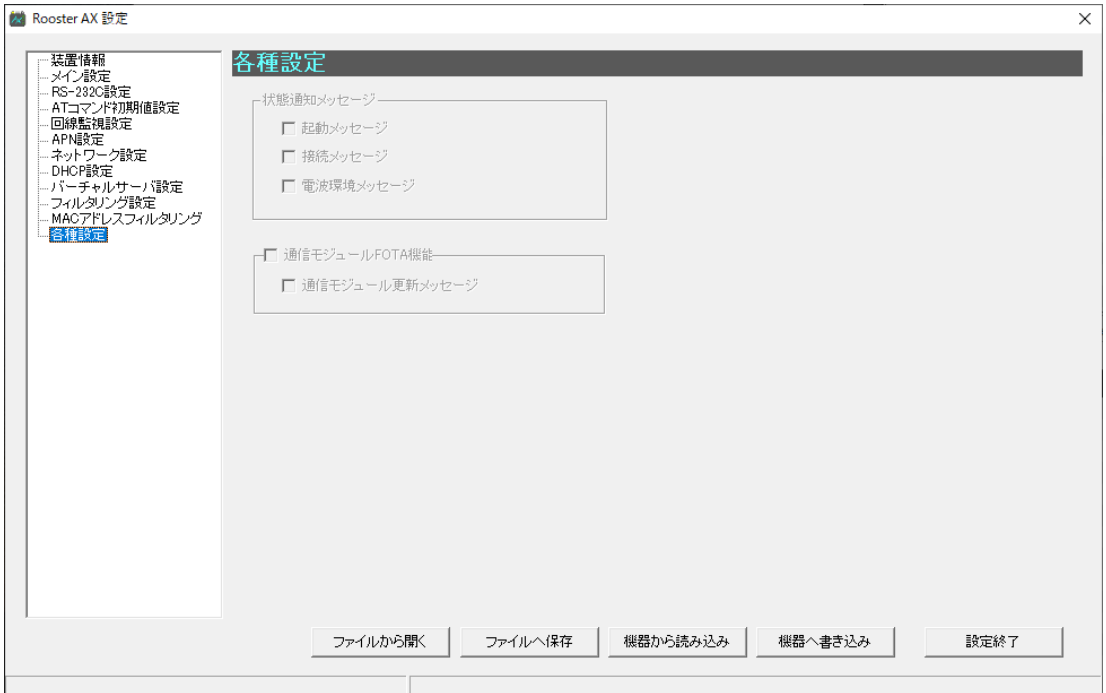 Rooster AX 設定
装置情報
メイン設定
RS-232C設定
ATコマンド初期値設定
回線監視設定
APN設定
ネットワーク設定
DHCP設定
バーチャルサーバ設定
フィルタリング設定
MACアドレスフィルタリング
各種設定
各種設定
状態通知メッセージ
起動メッセージ
接続メッセージ
電波環境メッセージ
通信モジュールFOTA機能
通信モジュール更新メッセージ
ファイルから開く
ファイルへ保存
機器から読み込み
機器へ書き込み
設定終了